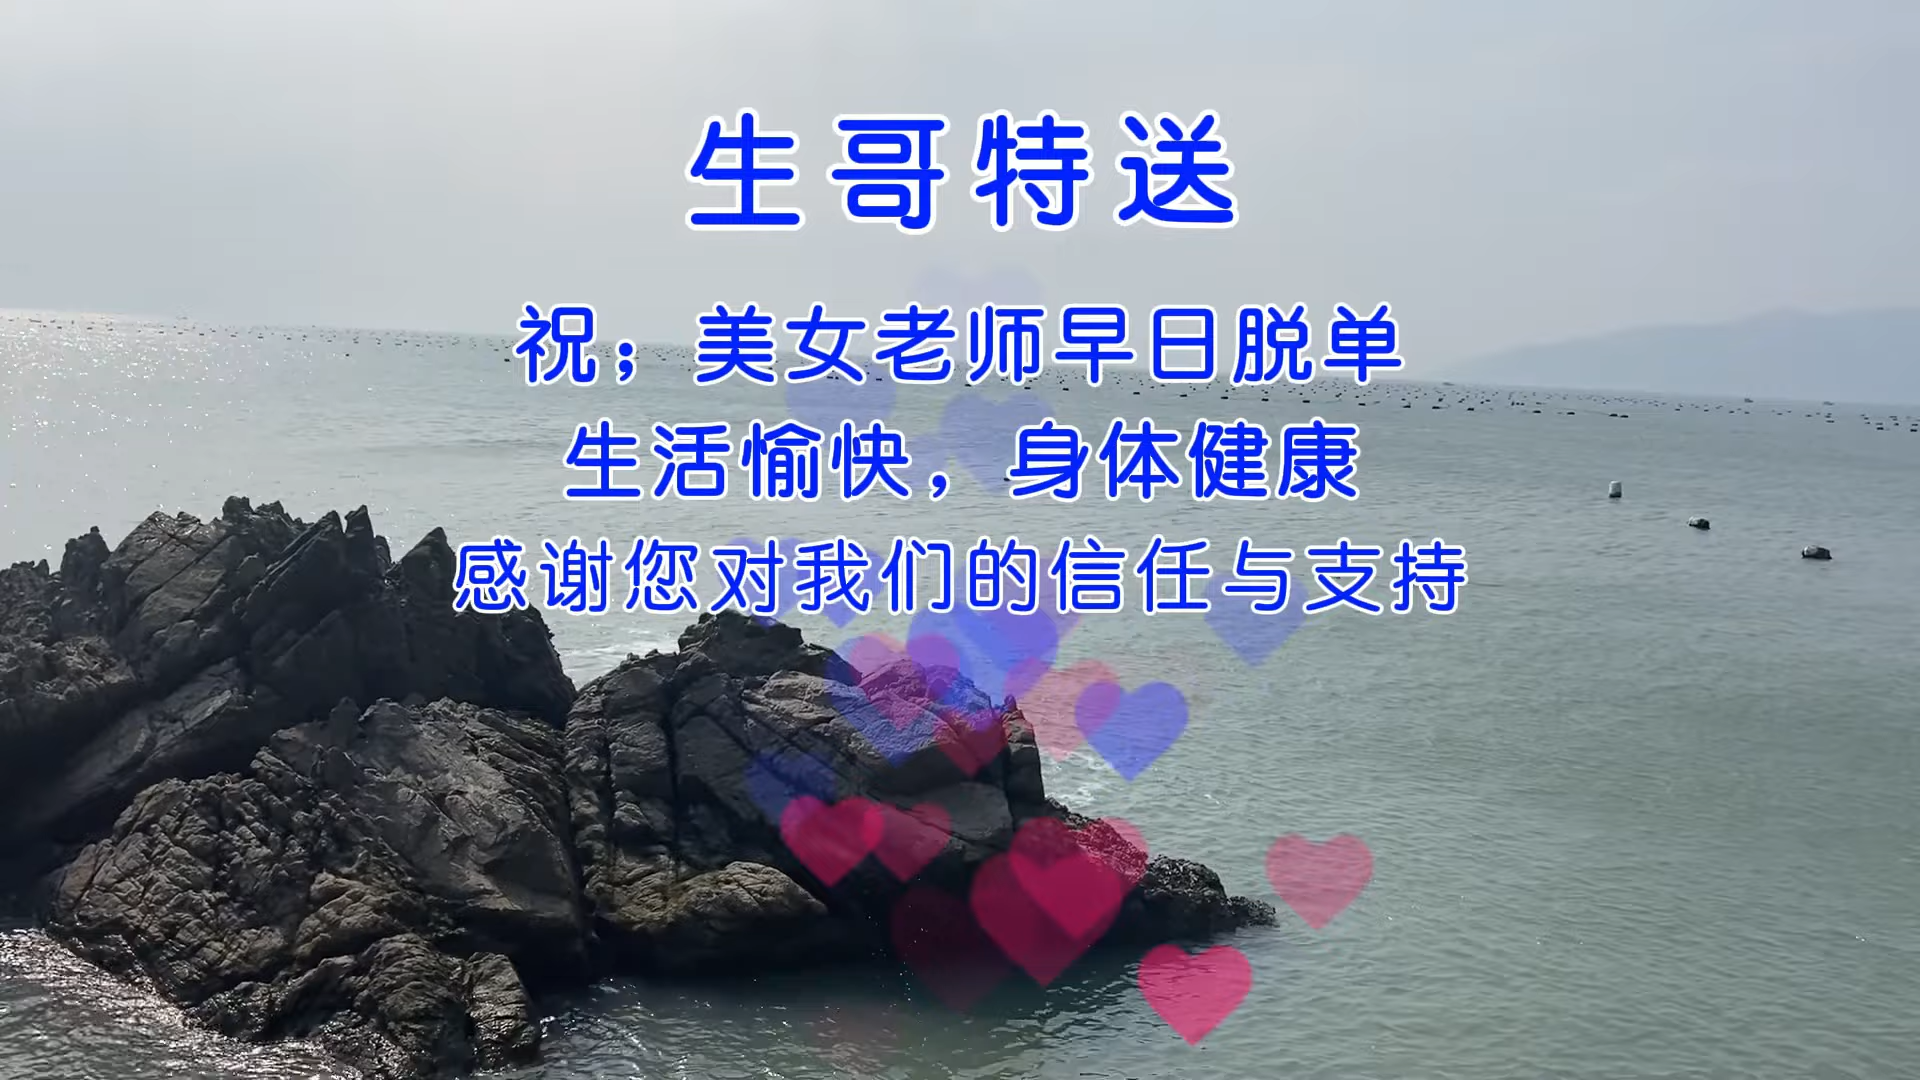 生哥特送
祝；美女老师早日脱单
生活愉快，身体健康
感谢您对我们的信任与支持